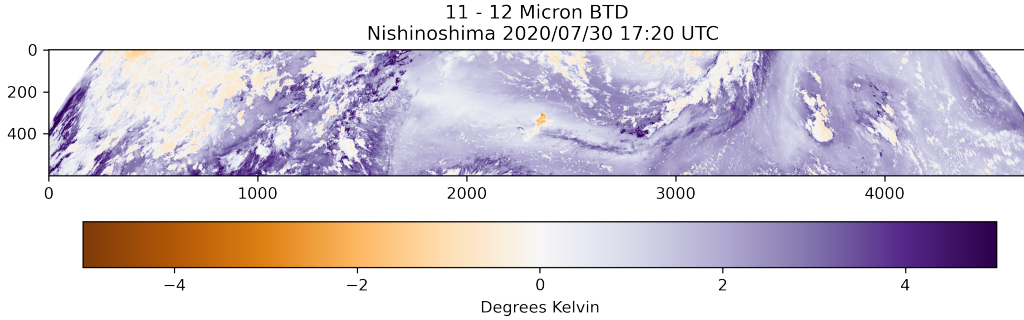 11 - 12 Micron BTD
Nishinoshima 2020/07/30 17:20 UTC
0
200
400
0 1000 2000 3000 4000
−4 −2 0 2 4
Degrees Kelvin